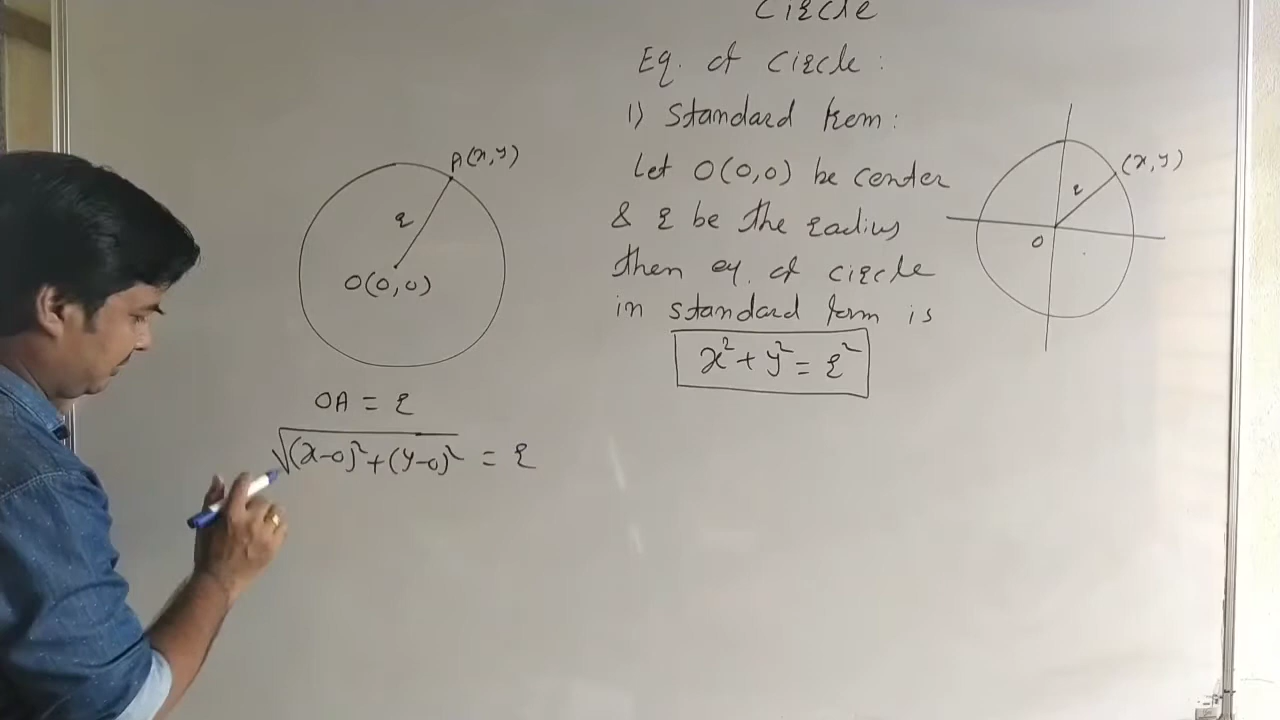 Circle
Eq. of circle :
1) Standard form :
Let O(0,0) be center
& r be the radius
then eq. of circle
in standard form is
x² + y² = r²
(x,y)
r
O
A(x,y)
r
O(0,0)
OA = r
√(x-0)²+(y-0)² = r